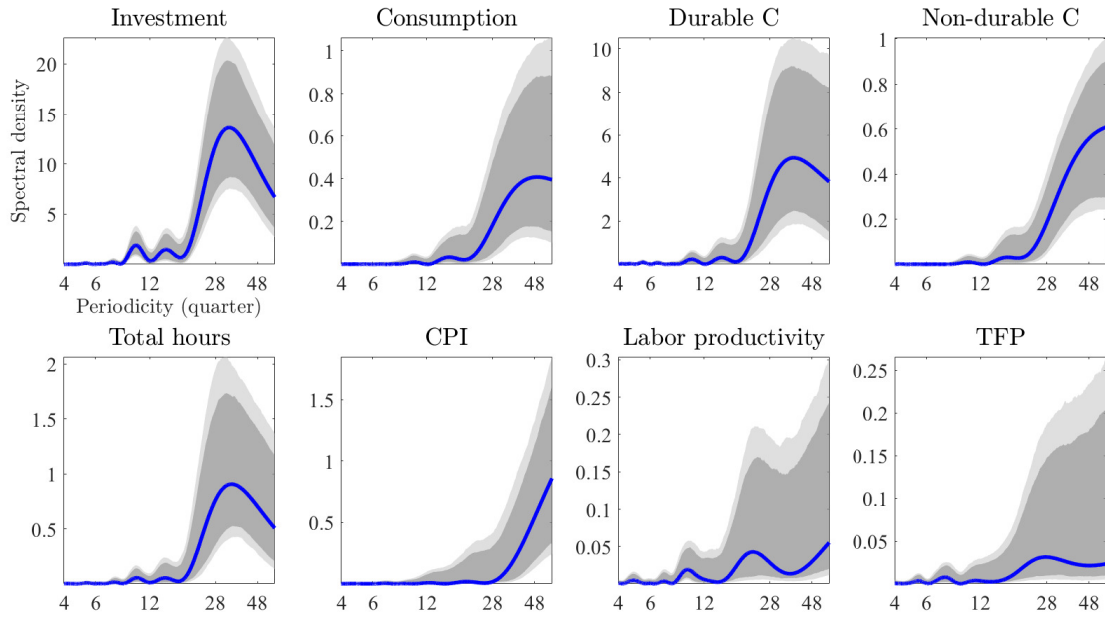 Investment
Consumption
Durable C
Non-durable C
Spectral density
20
15
10
5
4 6 12 28 48
Periodicity (quarter)
1
0.8
0.6
0.4
0.2
4 6 12 28 48
10
8
6
4
2
4 6 12 28 48
1
0.8
0.6
0.4
0.2
4 6 12 28 48
Total hours
CPI
Labor productivity
TFP
2
1.5
1
0.5
4 6 12 28 48
1.5
1
0.5
4 6 12 28 48
0.3
0.25
0.2
0.15
0.1
0.05
4 6 12 28 48
0.25
0.2
0.15
0.1
0.05
4 6 12 28 48